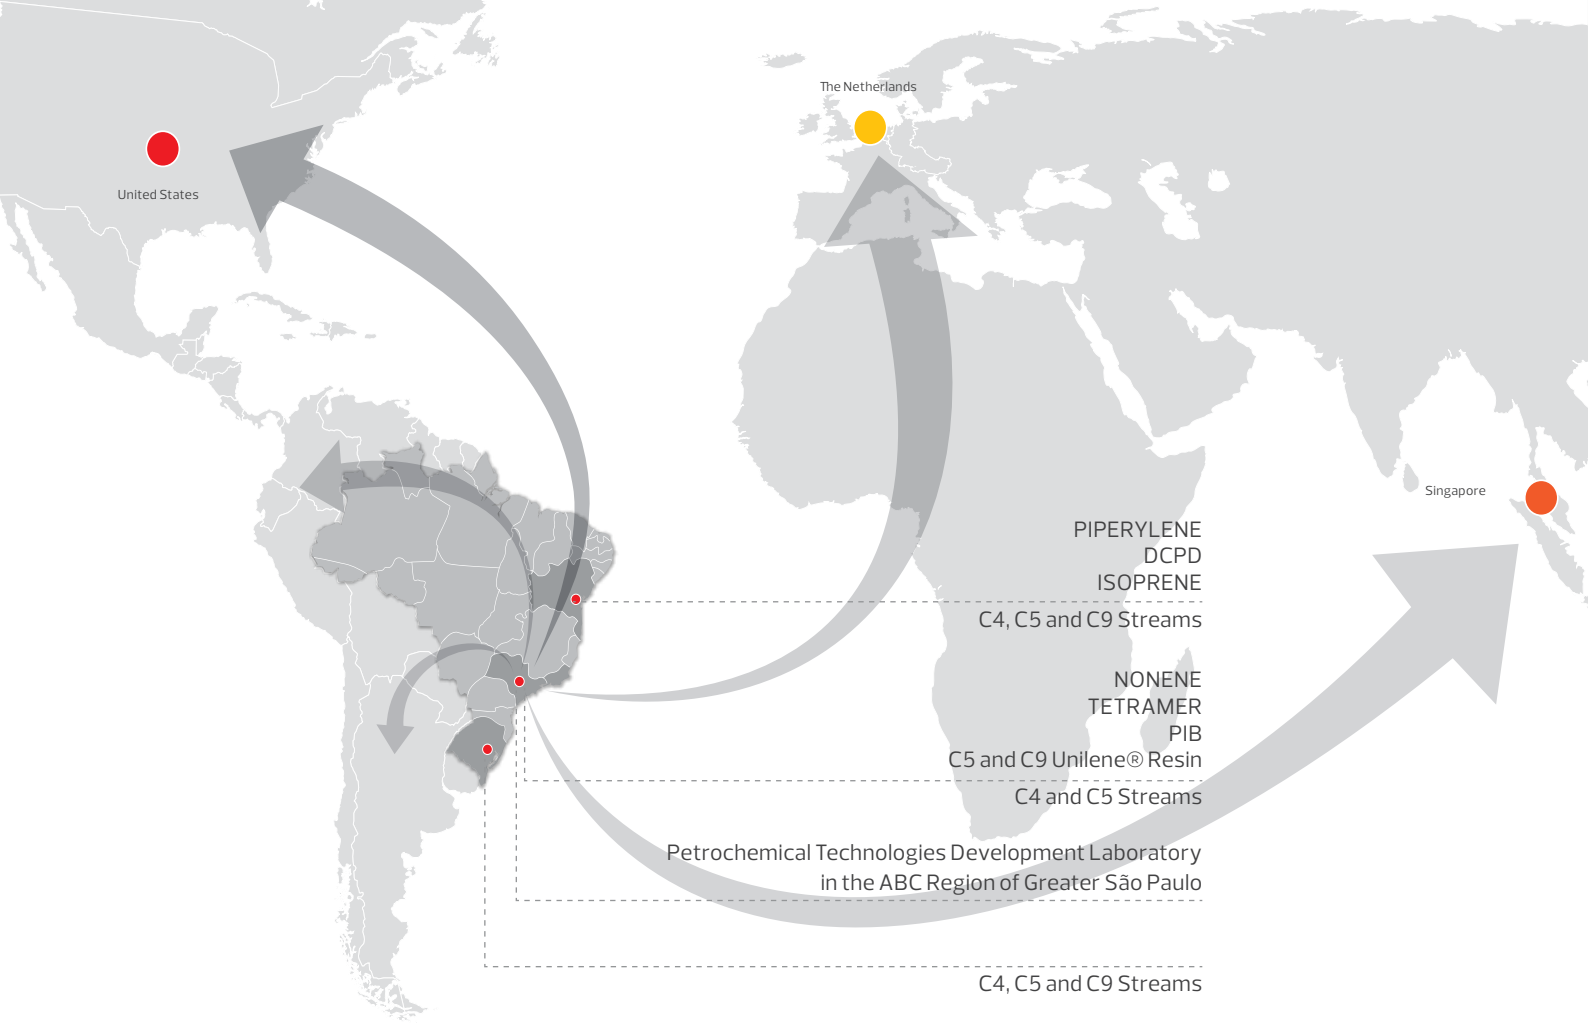 The Netherlands
United States
Singapore
PIPERYLENE
DCPD
ISOPRENE
C4, C5 and C9 Streams
NONENE
TETRAMER
PIB
C5 and C9 Unilene® Resin
C4 and C5 Streams
Petrochemical Technologies Development Laboratory
in the ABC Region of Greater São Paulo
C4, C5 and C9 Streams